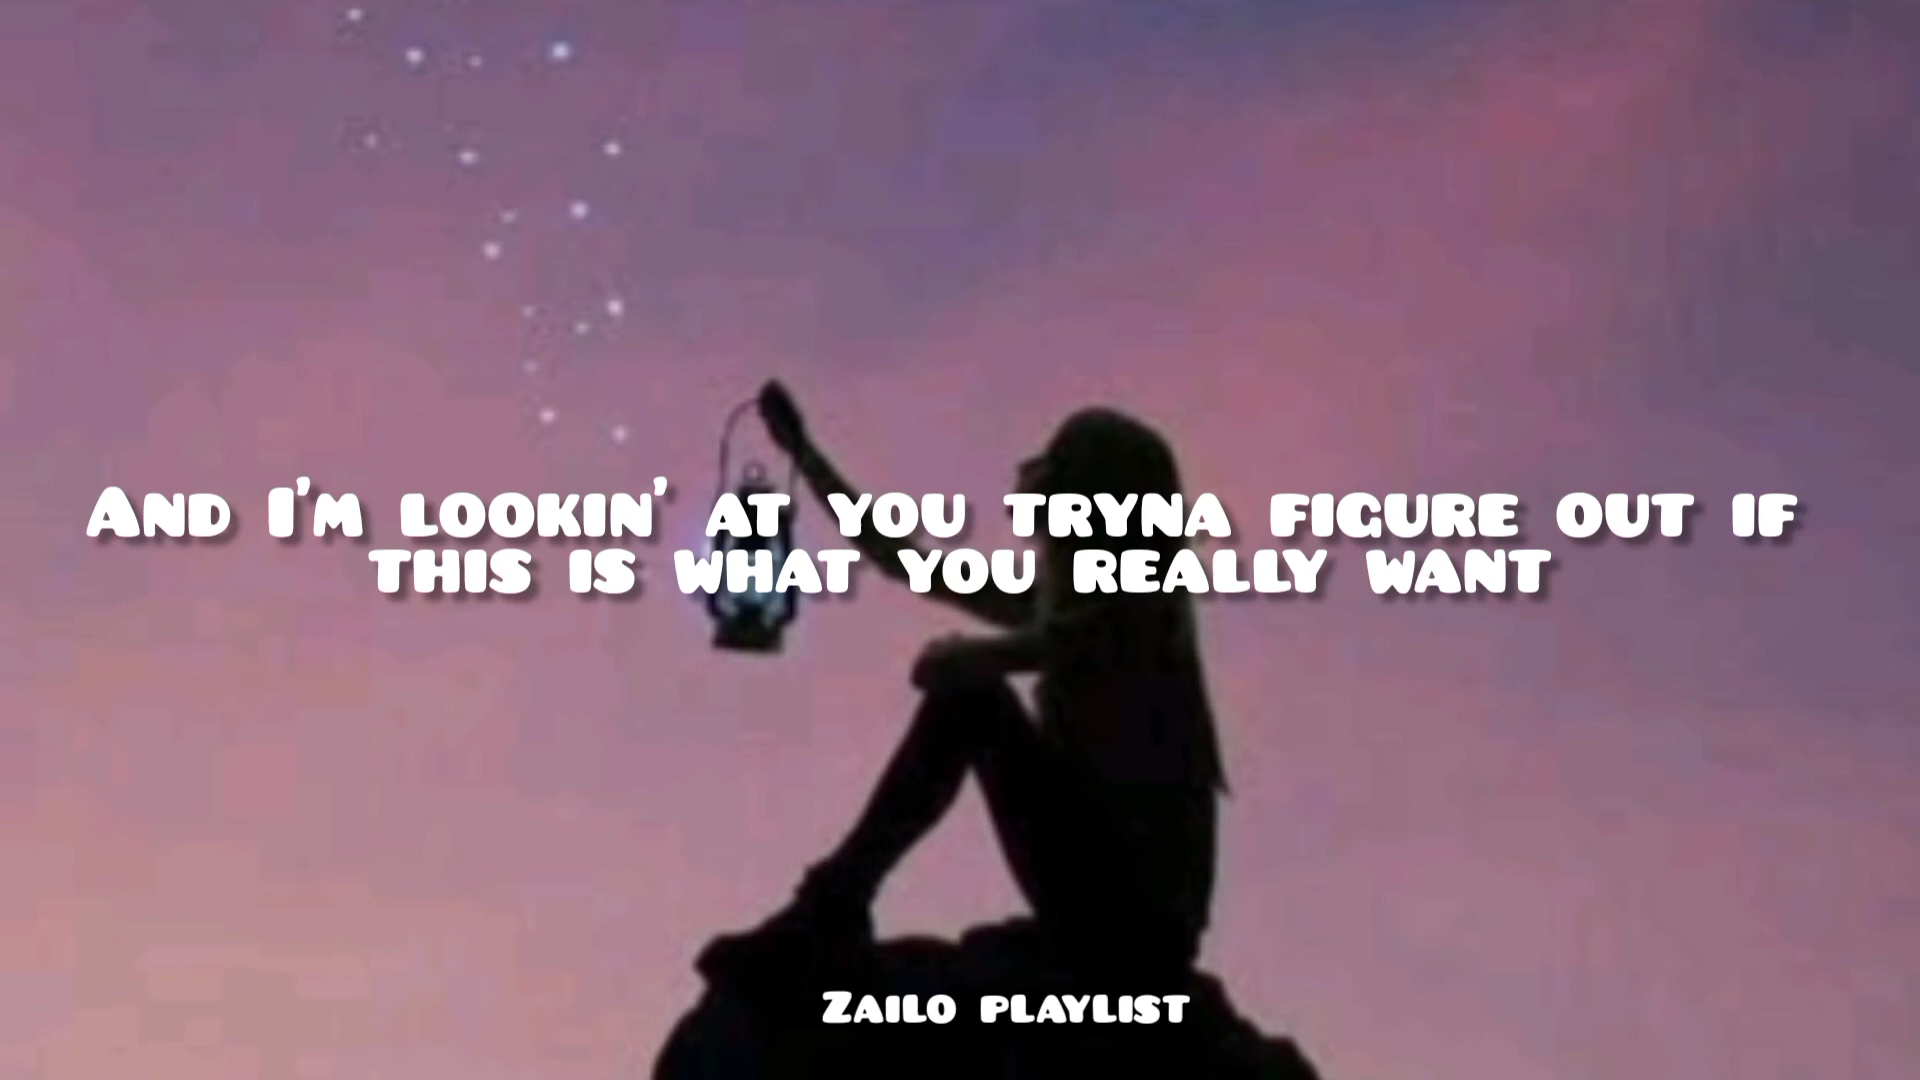 And I'm lookin' at you tryna figure out if
this is what you really want
Zailo playlist